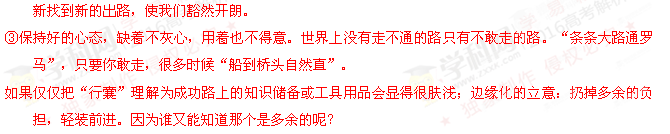 新找到新的出路，使我们豁然开朗。
③保持好的心态，缺着不灰心，用着也不得意。世界上没有走不通的路只有不敢走的路。“条条大路通罗
马”，只要你敢走，很多时候“船到桥头自然直”。
如果仅仅把“行囊”理解为成功路上的知识储备或工具用品会显得很肤浅；边缘化的立意：扔掉多余的负
担，轻装前进。因为谁又能知道那个是多余的呢？